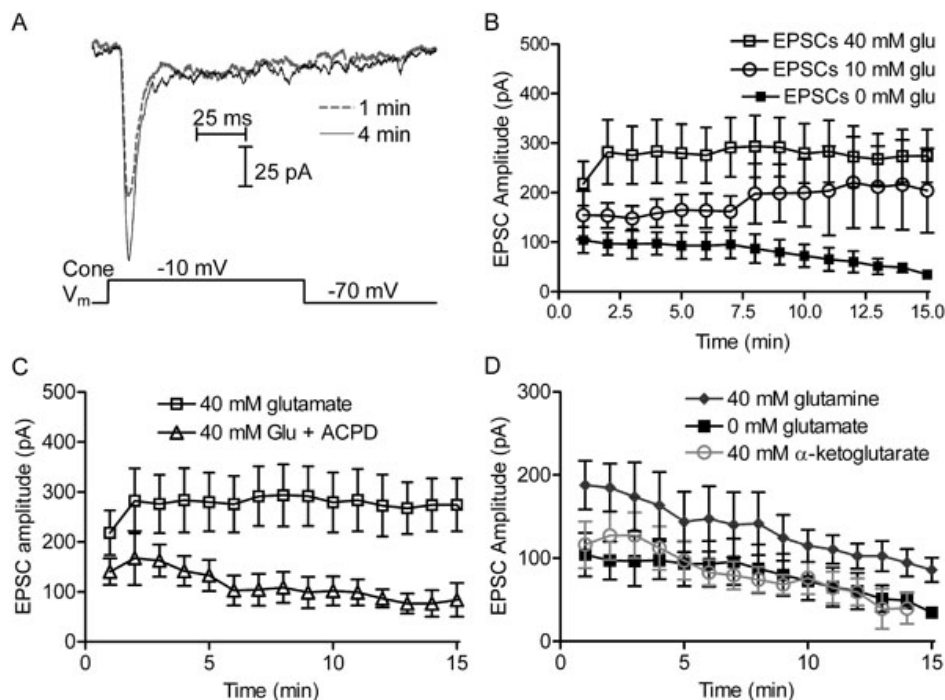 A
1 min
4 min
25 ms
25 pA
Cone
Vm
-10 mV
-70 mV
B
EPSC Amplitude (pA)
500
400
300
200
100
0
EPSCs 40 mM glu
EPSCs 10 mM glu
EPSCs 0 mM glu
0.0 2.5 5.0 7.5 10.0 12.5 15.0
Time (min)
C
EPSC amplitude (pA)
500
400
300
200
100
0
40 mM glutamate
40 mM Glu + ACPD
0 5 10 15
Time (min)
D
EPSC amplitude (pA)
300
200
100
0
40 mM glutamine
0 mM glutamate
40 mM α-ketoglutarate
0 5 10 15
Time (min)